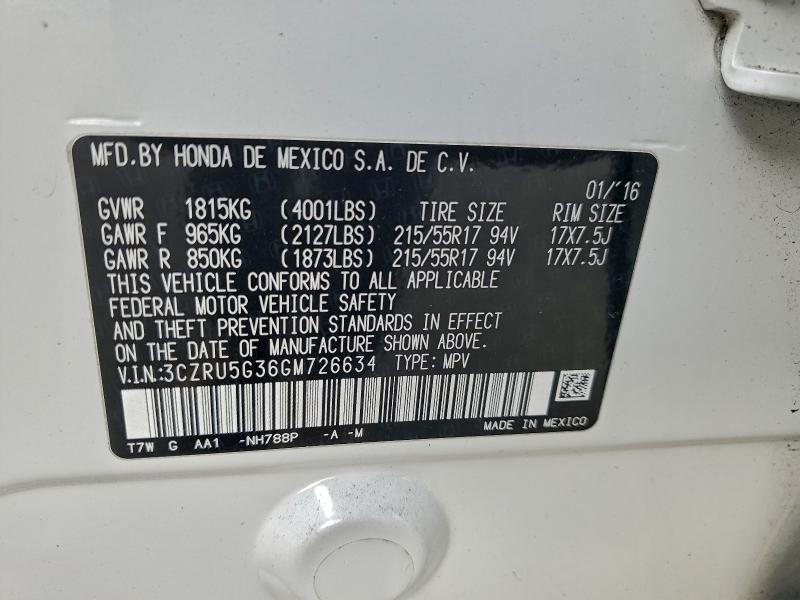 MFD.BY HONDA DE MEXICO S.A. DE C.V.
01/'16
GVWR 1815KG (4001LBS) TIRE SIZE RIM SIZE
GAWR F 965KG (2127LBS) 215/55R17 94V 17X7.5J
GAWR R 850KG (1873LBS) 215/55R17 94V 17X7.5J
THIS VEHICLE CONFORMS TO ALL APPLICABLE
FEDERAL MOTOR VEHICLE SAFETY
AND THEFT PREVENTION STANDARDS IN EFFECT
ON THE DATE OF MANUFACTURE SHOWN ABOVE.
V.I.N.:3CZRU5G36GM726634 TYPE: MPV
T7W G AA1 -NH788P -A -M MADE IN MEXICO